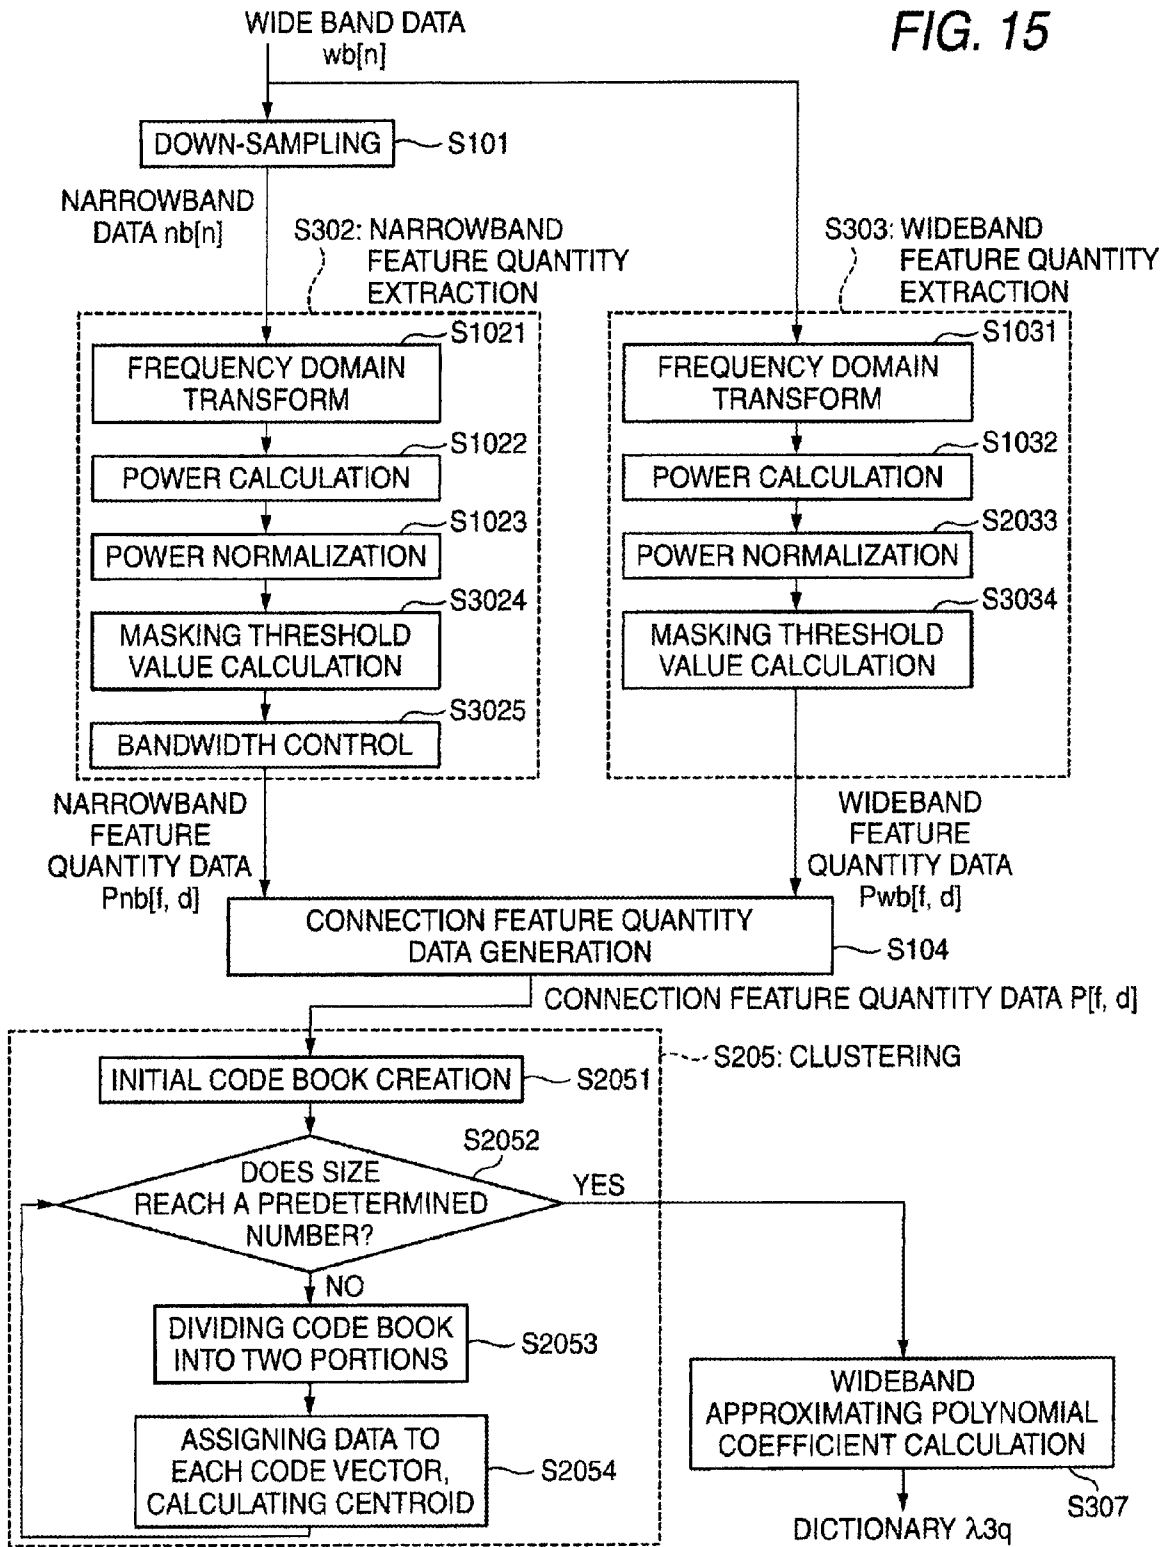 FIG. 15
WIDE BAND DATA
wb[n]
DOWN-SAMPLING
S101
NARROWBAND
DATA nb[n]
S302: NARROWBAND
FEATURE QUANTITY
EXTRACTION
S303: WIDEBAND
FEATURE QUANTITY
EXTRACTION
S1021
FREQUENCY DOMAIN
TRANSFORM
S1022
POWER CALCULATION
S1023
POWER NORMALIZATION
S3024
MASKING THRESHOLD
VALUE CALCULATION
S3025
BANDWIDTH CONTROL
S1031
FREQUENCY DOMAIN
TRANSFORM
S1032
POWER CALCULATION
S2033
POWER NORMALIZATION
S3034
MASKING THRESHOLD
VALUE CALCULATION
NARROWBAND
FEATURE
QUANTITY DATA
Pnb[f, d]
WIDEBAND
FEATURE
QUANTITY DATA
Pwb[f, d]
CONNECTION FEATURE QUANTITY
DATA GENERATION
S104
CONNECTION FEATURE QUANTITY DATA P[f, d]
S205: CLUSTERING
INITIAL CODE BOOK CREATION
S2051
S2052
DOES SIZE
REACH A PREDETERMINED
NUMBER?
YES
NO
DIVIDING CODE BOOK
INTO TWO PORTIONS
S2053
ASSIGNING DATA TO
EACH CODE VECTOR,
CALCULATING CENTROID
S2054
WIDEBAND
APPROXIMATING POLYNOMIAL
COEFFICIENT CALCULATION
S307
DICTIONARY λ3q